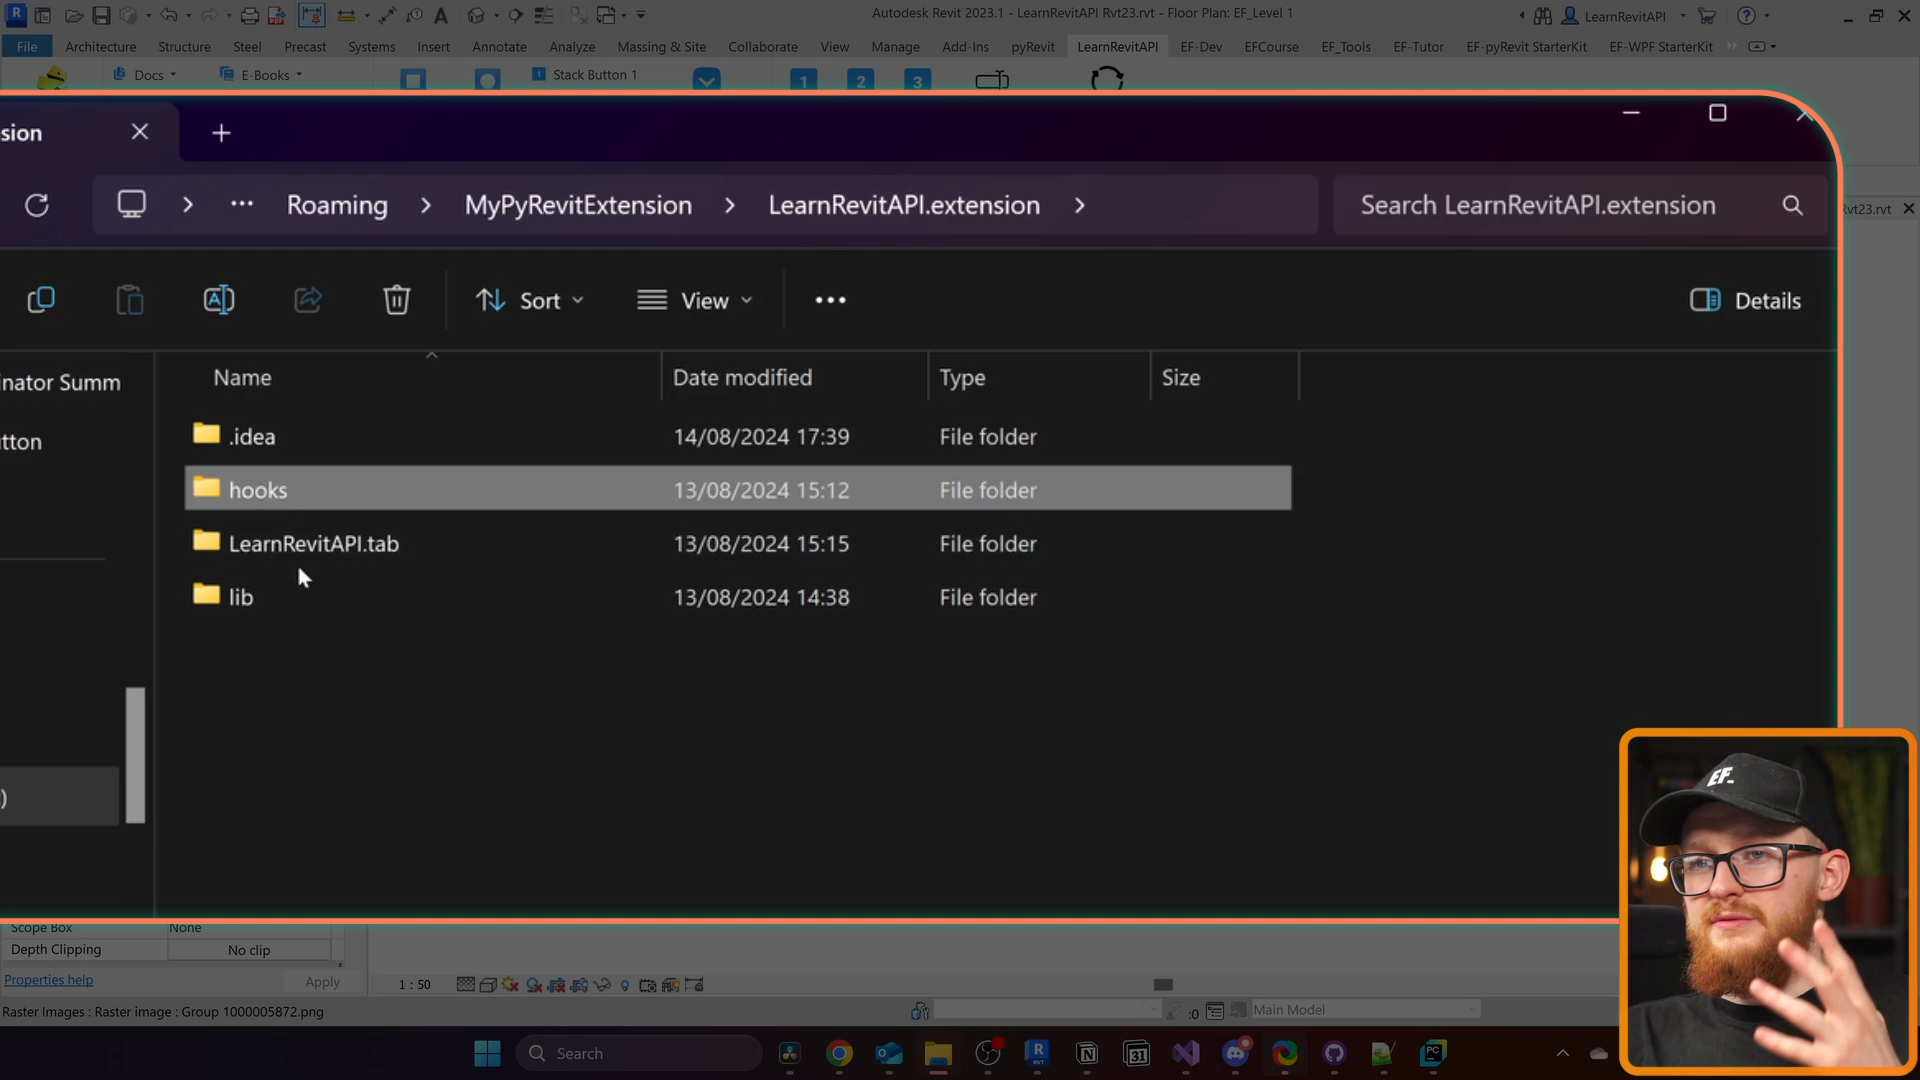 Autodesk Revit 2023.1 - LearnRevitAPI Rvt23.rvt - Floor Plan: EF_Level 1
LearnRevitAPI
File Architecture Structure Steel Precast Systems Insert Annotate Analyze Massing & Site Collaborate View Manage Add-Ins pyRevit LearnRevitAPI EF-Dev EFCourse EF_Tools EF-Tutor EF-pyRevit StarterKit EF-WPF StarterKit
Docs E-Books Stack Button 1 1 2 3
sion
Roaming MyPyRevitExtension LearnRevitAPI.extension Search LearnRevitAPI.extension
Rvt23.rvt
Sort View Details
Name Date modified Type Size
inator Summ
.idea 14/08/2024 17:39 File folder
tton
hooks 13/08/2024 15:12 File folder
LearnRevitAPI.tab 13/08/2024 15:15 File folder
lib 13/08/2024 14:38 File folder
)
EF_
Scope Box None
Depth Clipping No clip
Properties help Apply
1 : 50
Raster Images : Raster image : Group 1000005872.png
:0 Main Model
Search
31